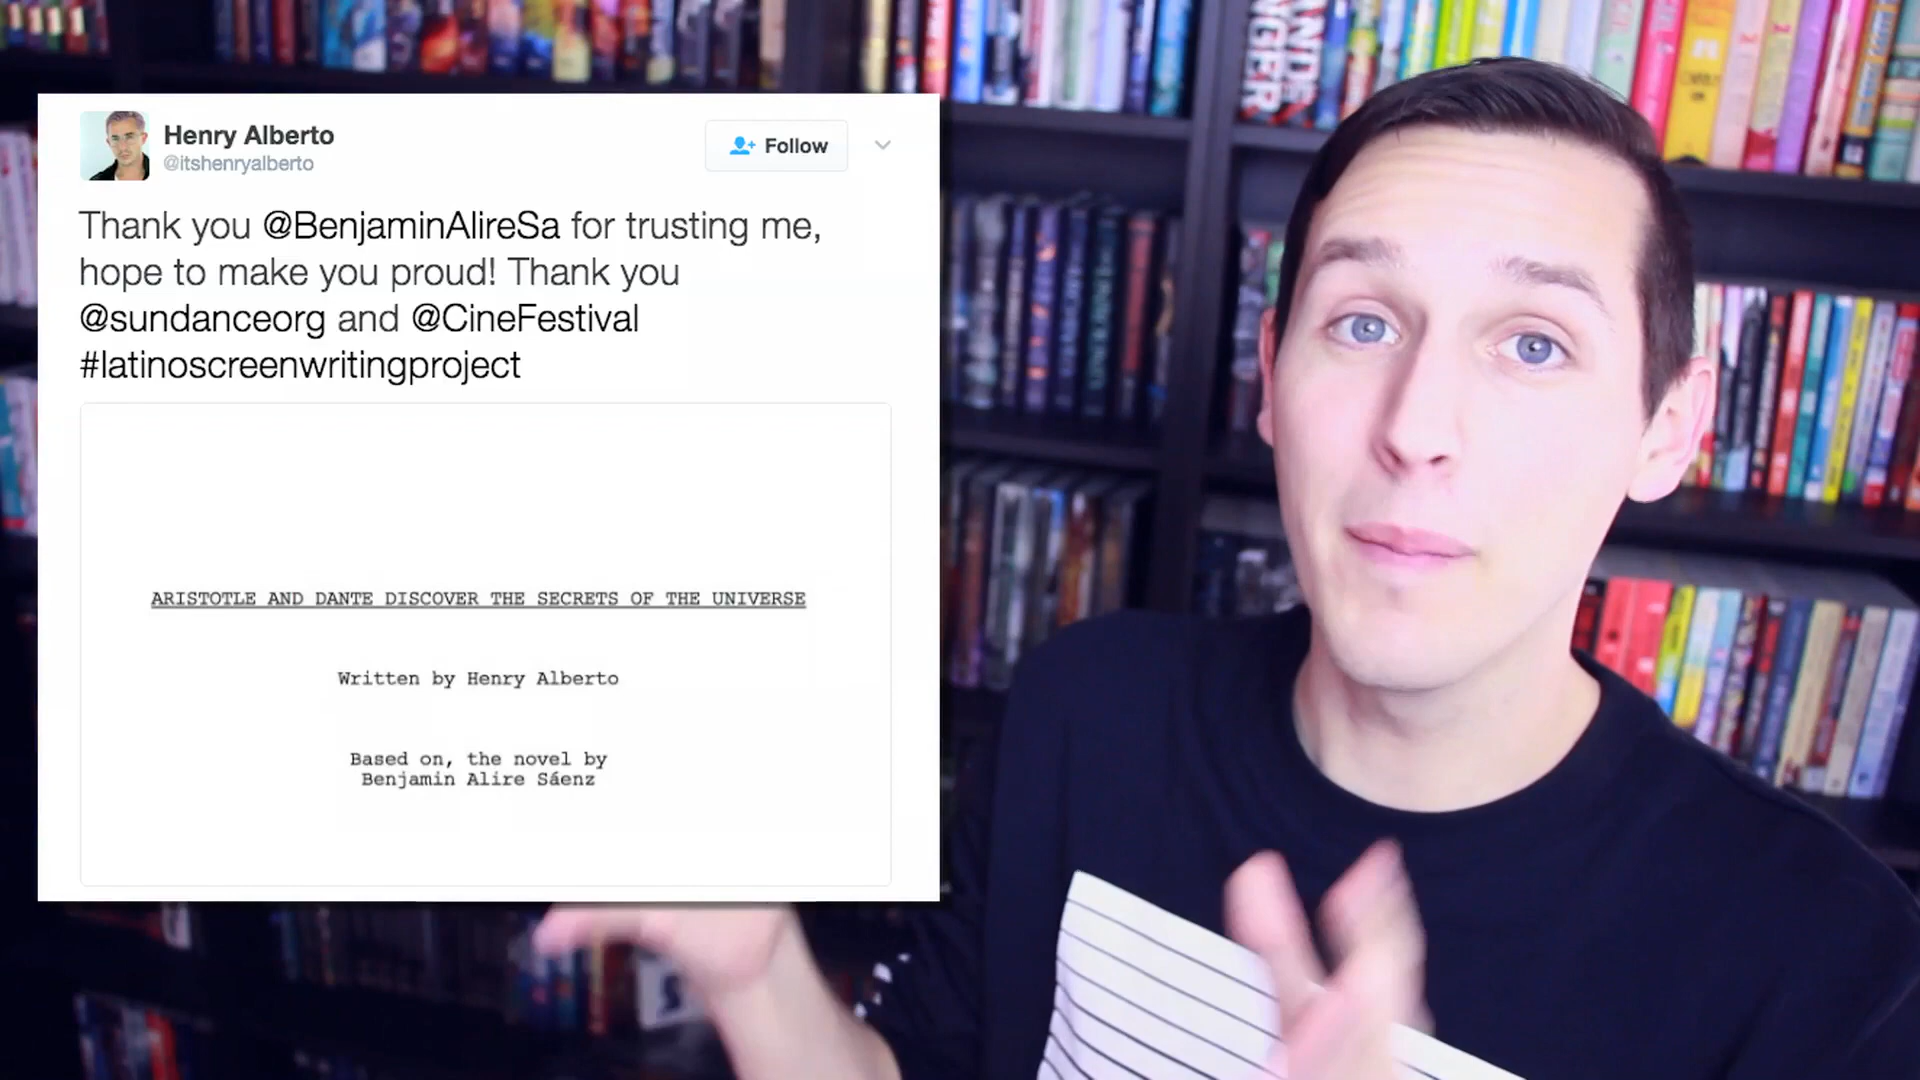 Henry Alberto
@itshenryalberto
Follow
Thank you @BenjaminAlireSa for trusting me,
hope to make you proud! Thank you
@sundanceorg and @CineFestival
#latinoscreenwritingproject
ARISTOTLE AND DANTE DISCOVER THE SECRETS OF THE UNIVERSE
Written by Henry Alberto
Based on, the novel by
Benjamin Alire Sáenz